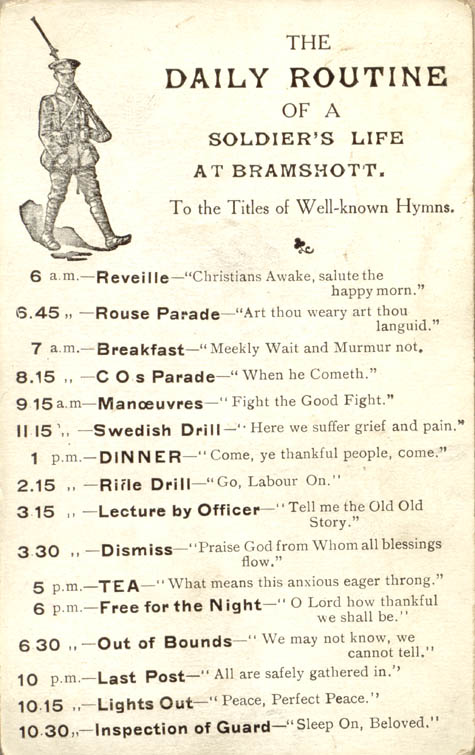 THE
DAILY ROUTINE
OF A
SOLDIER'S LIFE
AT BRAMSHOTT.
To the Titles of Well-known Hymns.
6 a.m.—Reveille—"Christians Awake, salute the
happy morn."
6.45 ,, —Rouse Parade—"Art thou weary art thou
languid."
7 a.m.—Breakfast—"Meekly Wait and Murmur not.
8.15 ,, —C O s Parade—"When he Cometh."
9 15 a.m—Manœuvres—"Fight the Good Fight."
11 15 ,, —Swedish Drill—"Here we suffer grief and pain."
1 p.m.—DINNER—"Come, ye thankful people, come."
2.15 ,, —Rifle Drill—"Go, Labour On."
3 15 ,, —Lecture by Officer—"Tell me the Old Old
Story."
3 30 ,, —Dismiss—"Praise God from Whom all blessings
flow."
5 p.m.—TEA—"What means this anxious eager throng."
6 p.m.—Free for the Night—"O Lord how thankful
we shall be."
6 30 ,,—Out of Bounds—"We may not know, we
cannot tell."
10 p.m.—Last Post—"All are safely gathered in."
10.15 ,,—Lights Out—"Peace, Perfect Peace."
10.30,,—Inspection of Guard—"Sleep On, Beloved."